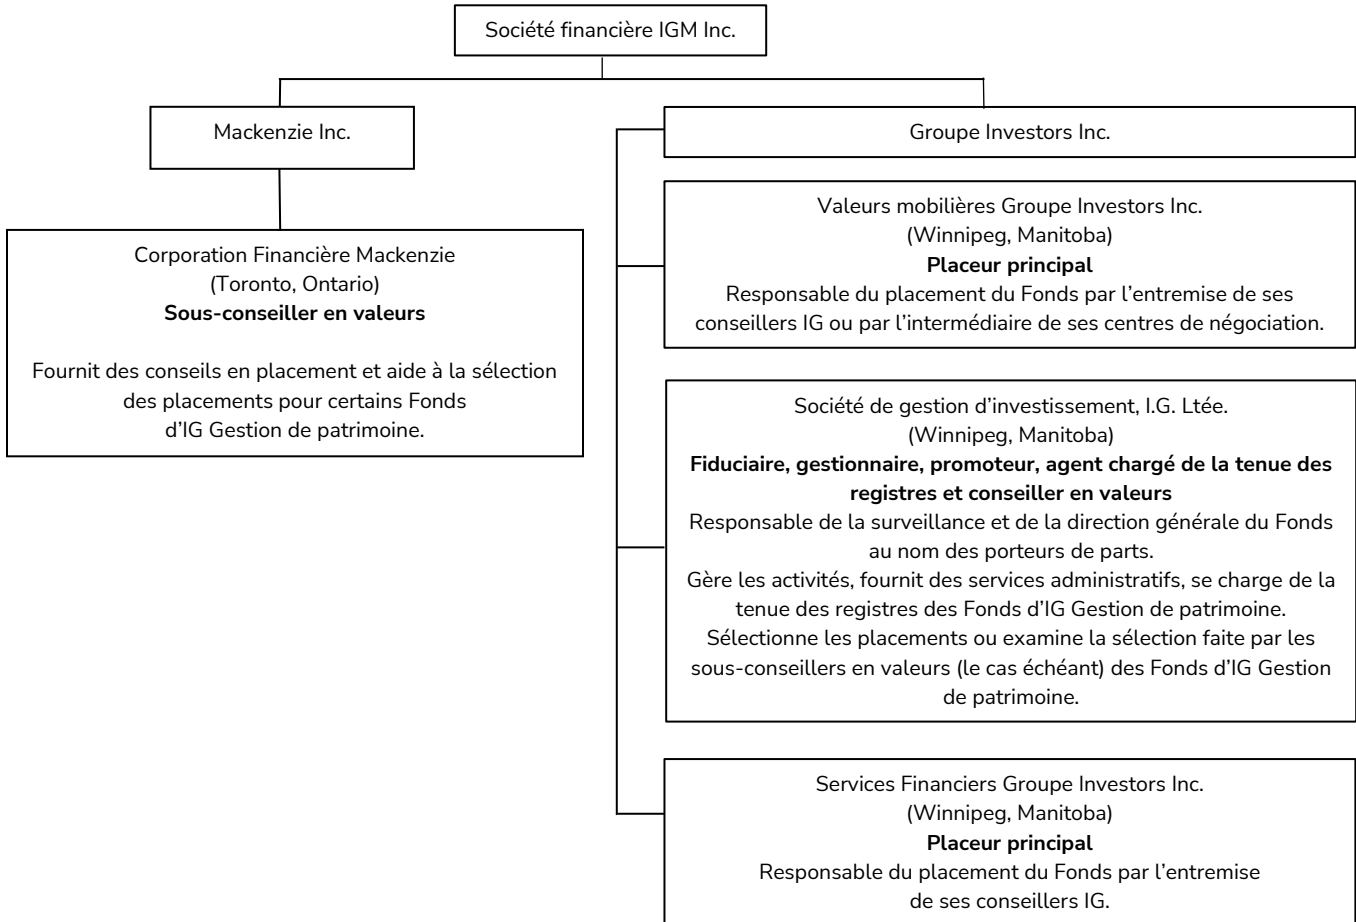 Société financière IGM Inc.
Mackenzie Inc.
Groupe Investors Inc.
Corporation Financière Mackenzie
(Toronto, Ontario)
Sous-conseiller en valeurs
Fournit des conseils en placement et aide à la sélection
des placements pour certains Fonds
d’IG Gestion de patrimoine.
Valeurs mobilières Groupe Investors Inc.
(Winnipeg, Manitoba)
Placeur principal
Responsable du placement du Fonds par l’entremise de ses
conseillers IG ou par l’intermédiaire de ses centres de négociation.
Société de gestion d’investissement, I.G. Ltée.
(Winnipeg, Manitoba)
Fiduciaire, gestionnaire, promoteur, agent chargé de la tenue des
registres et conseiller en valeurs
Responsable de la surveillance et de la direction générale du Fonds
au nom des porteurs de parts.
Gère les activités, fournit des services administratifs, se charge de la
tenue des registres des Fonds d’IG Gestion de patrimoine.
Sélectionne les placements ou examine la sélection faite par les
sous-conseillers en valeurs (le cas échéant) des Fonds d’IG Gestion
de patrimoine.
Services Financiers Groupe Investors Inc.
(Winnipeg, Manitoba)
Placeur principal
Responsable du placement du Fonds par l’entremise
de ses conseillers IG.